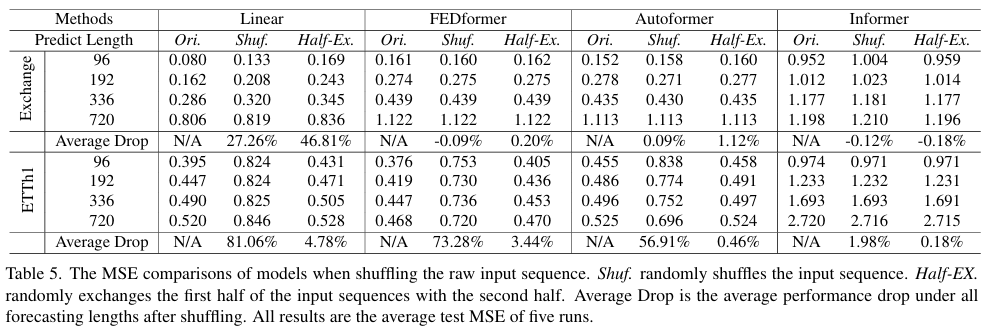 Methods Linear FEDformer Autoformer Informer
Predict Length Ori. Shuf. Half-Ex. Ori. Shuf. Half-Ex. Ori. Shuf. Half-Ex. Ori. Shuf. Half-Ex.
Exchange
96 0.080 0.133 0.169 0.161 0.160 0.162 0.152 0.158 0.160 0.952 1.004 0.959
192 0.162 0.208 0.243 0.274 0.275 0.275 0.278 0.271 0.277 1.012 1.023 1.014
336 0.286 0.320 0.345 0.439 0.439 0.439 0.435 0.430 0.435 1.177 1.181 1.177
720 0.806 0.819 0.836 1.122 1.122 1.122 1.113 1.113 1.113 1.198 1.210 1.196
Average Drop N/A 27.26% 46.81% N/A -0.09% 0.20% N/A 0.09% 1.12% N/A -0.12% -0.18%
ETTh1
96 0.395 0.824 0.431 0.376 0.753 0.405 0.455 0.838 0.458 0.974 0.971 0.971
192 0.447 0.824 0.471 0.419 0.730 0.436 0.486 0.774 0.491 1.233 1.232 1.231
336 0.490 0.825 0.505 0.447 0.736 0.453 0.496 0.752 0.497 1.693 1.693 1.691
720 0.520 0.846 0.528 0.468 0.720 0.470 0.525 0.696 0.524 2.720 2.716 2.715
Average Drop N/A 81.06% 4.78% N/A 73.28% 3.44% N/A 56.91% 0.46% N/A 1.98% 0.18%
Table 5. The MSE comparisons of models when shuffling the raw input sequence. Shuf. randomly shuffles the input sequence. Half-EX.
randomly exchanges the first half of the input sequences with the second half. Average Drop is the average performance drop under all
forecasting lengths after shuffling. All results are the average test MSE of five runs.